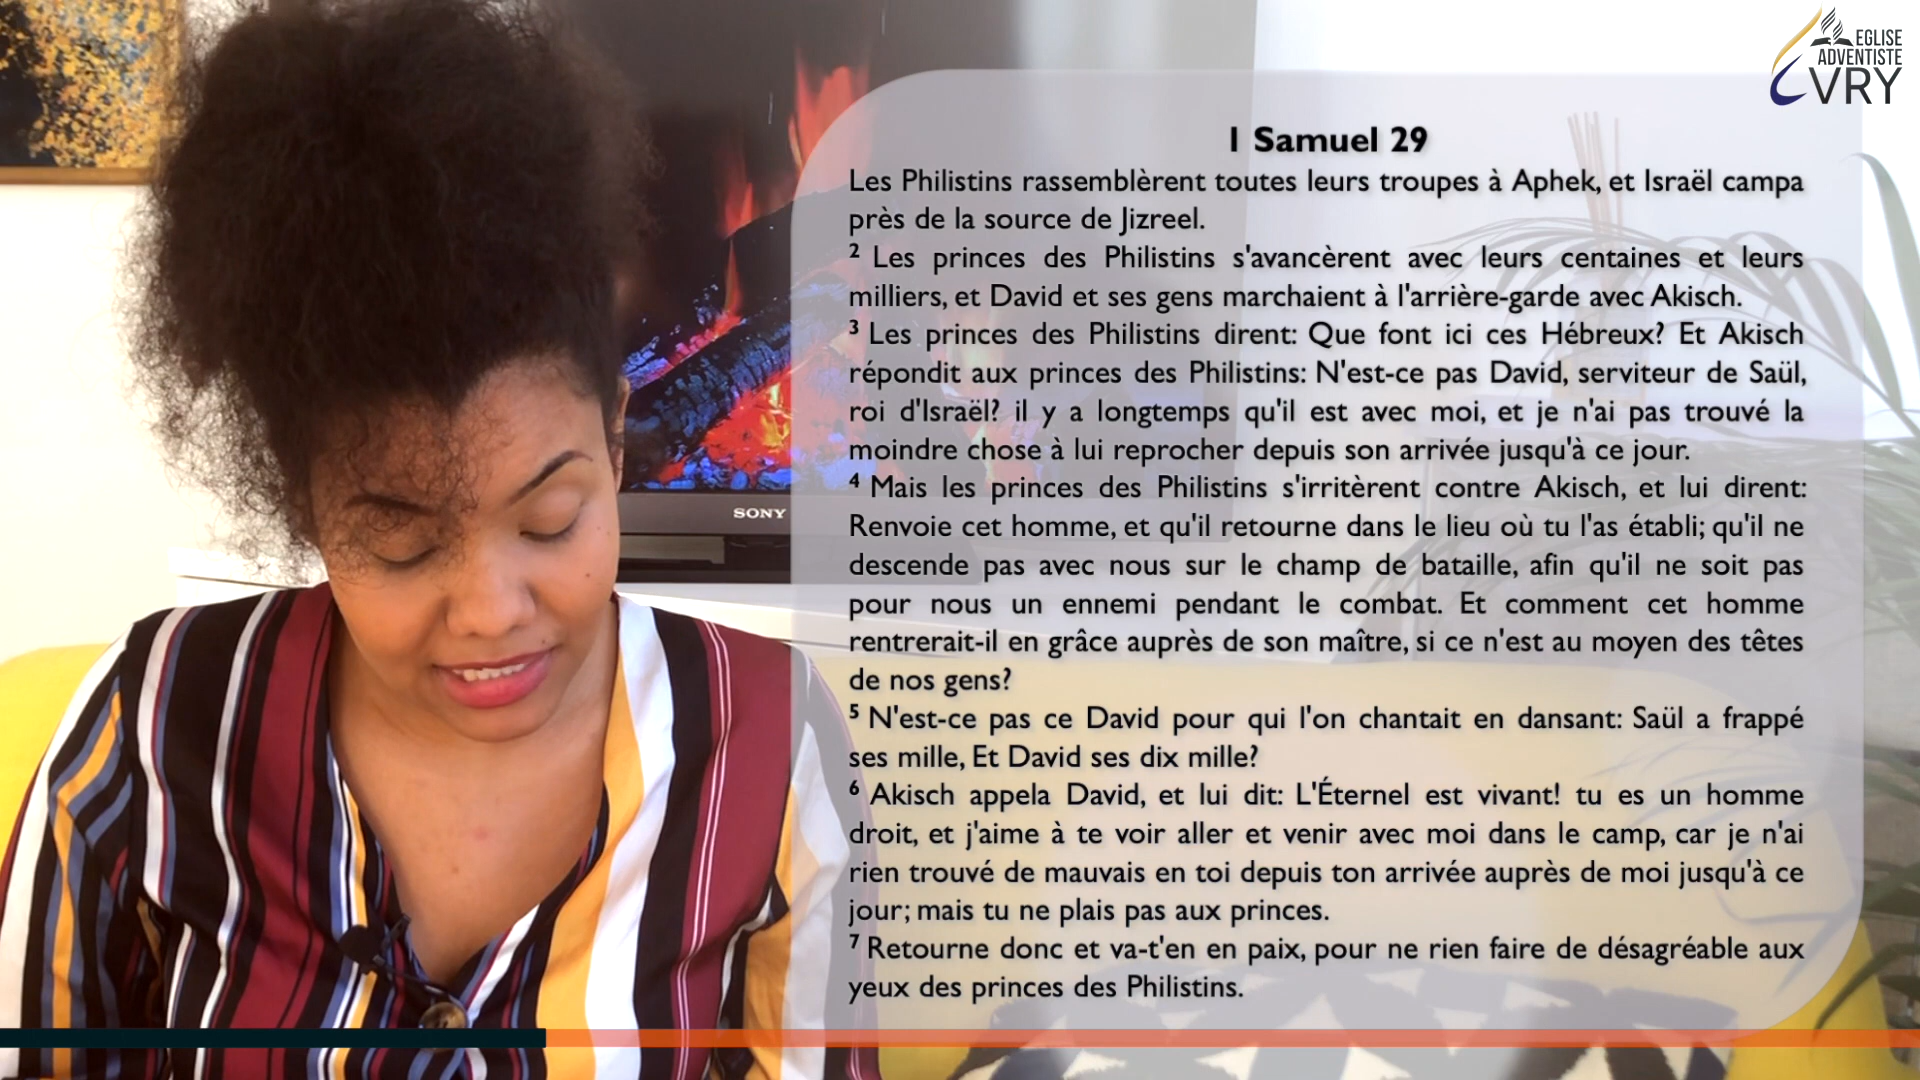 EGLISE
ADVENTISTE
VRY
1 Samuel 29
Les Philistins rassemblèrent toutes leurs troupes à Aphek, et Israël campa
près de la source de Jizreel.
2 Les princes des Philistins s'avancèrent avec leurs centaines et leurs
milliers, et David et ses gens marchaient à l'arrière-garde avec Akisch.
3 Les princes des Philistins dirent: Que font ici ces Hébreux? Et Akisch
répondit aux princes des Philistins: N'est-ce pas David, serviteur de Saül,
roi d'Israël? il y a longtemps qu'il est avec moi, et je n'ai pas trouvé la
moindre chose à lui reprocher depuis son arrivée jusqu'à ce jour.
4 Mais les princes des Philistins s'irritèrent contre Akisch, et lui dirent:
Renvoie cet homme, et qu'il retourne dans le lieu où tu l'as établi; qu'il ne
descende pas avec nous sur le champ de bataille, afin qu'il ne soit pas
pour nous un ennemi pendant le combat. Et comment cet homme
rentrerait-il en grâce auprès de son maître, si ce n'est au moyen des têtes
de nos gens?
5 N'est-ce pas ce David pour qui l'on chantait en dansant: Saül a frappé
ses mille, Et David ses dix mille?
6 Akisch appela David, et lui dit: L'Éternel est vivant! tu es un homme
droit, et j'aime à te voir aller et venir avec moi dans le camp, car je n'ai
rien trouvé de mauvais en toi depuis ton arrivée auprès de moi jusqu'à ce
jour; mais tu ne plais pas aux princes.
7 Retourne donc et va-t'en en paix, pour ne rien faire de désagréable aux
yeux des princes des Philistins.
SONY